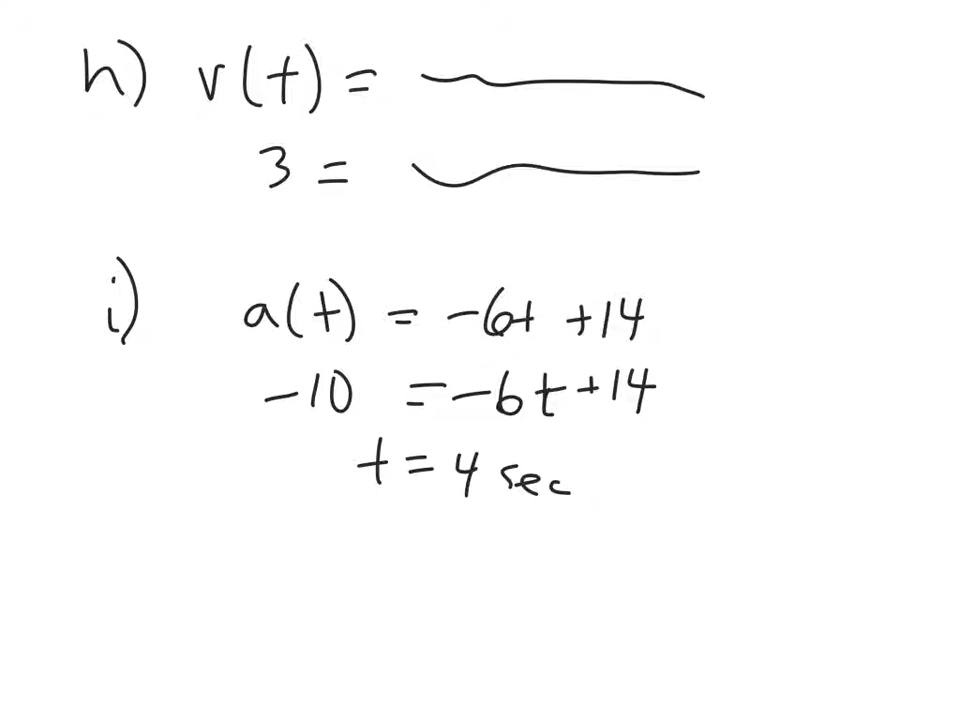 h) v(t) =
3 =
i) a(t) = -6t +14
-10 = -6t+14
t = 4 sec